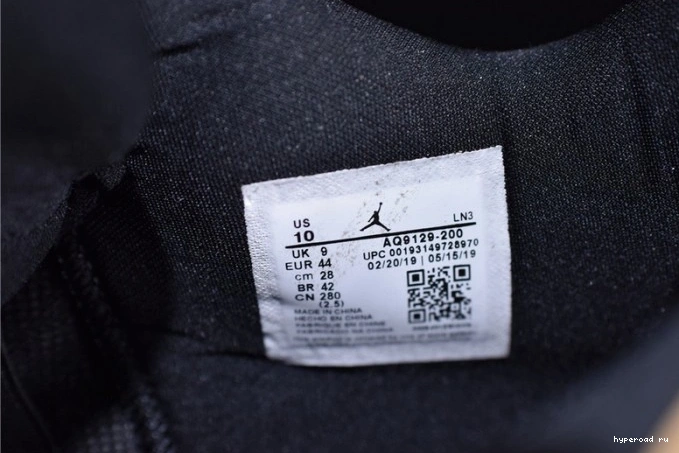 US
10
LN3
AQ9129-200
UK 9
EUR 44
cm 28
BR 42
CN 280
(2.5)
UPC 00193149728970
02/20/19 | 05/15/19
MADE IN CHINA
HECHO EN CHINA
FABRIQUE EN CHINE
hyperoad ru